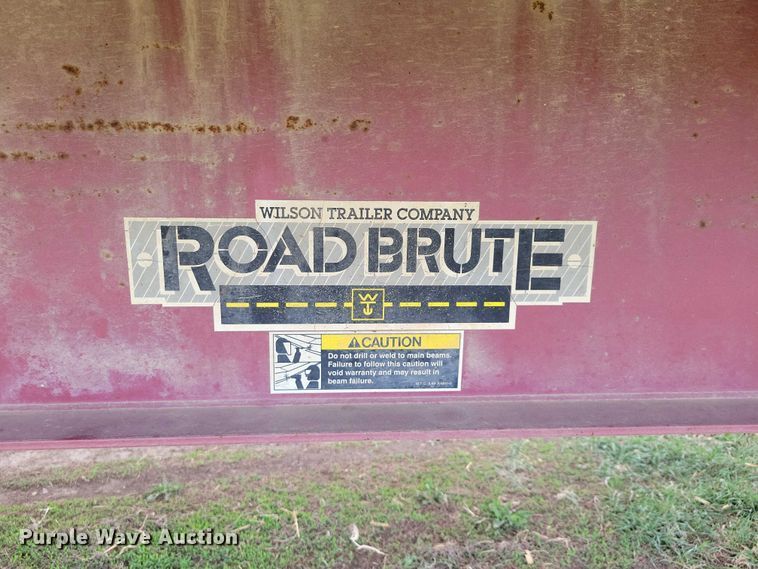 WILSON TRAILER COMPANY
ROAD BRUTE
W
CAUTION
Do not drill or weld to main beams.
Failure to follow this caution will
void warranty and may result in
beam failure.
Purple Wave Auction